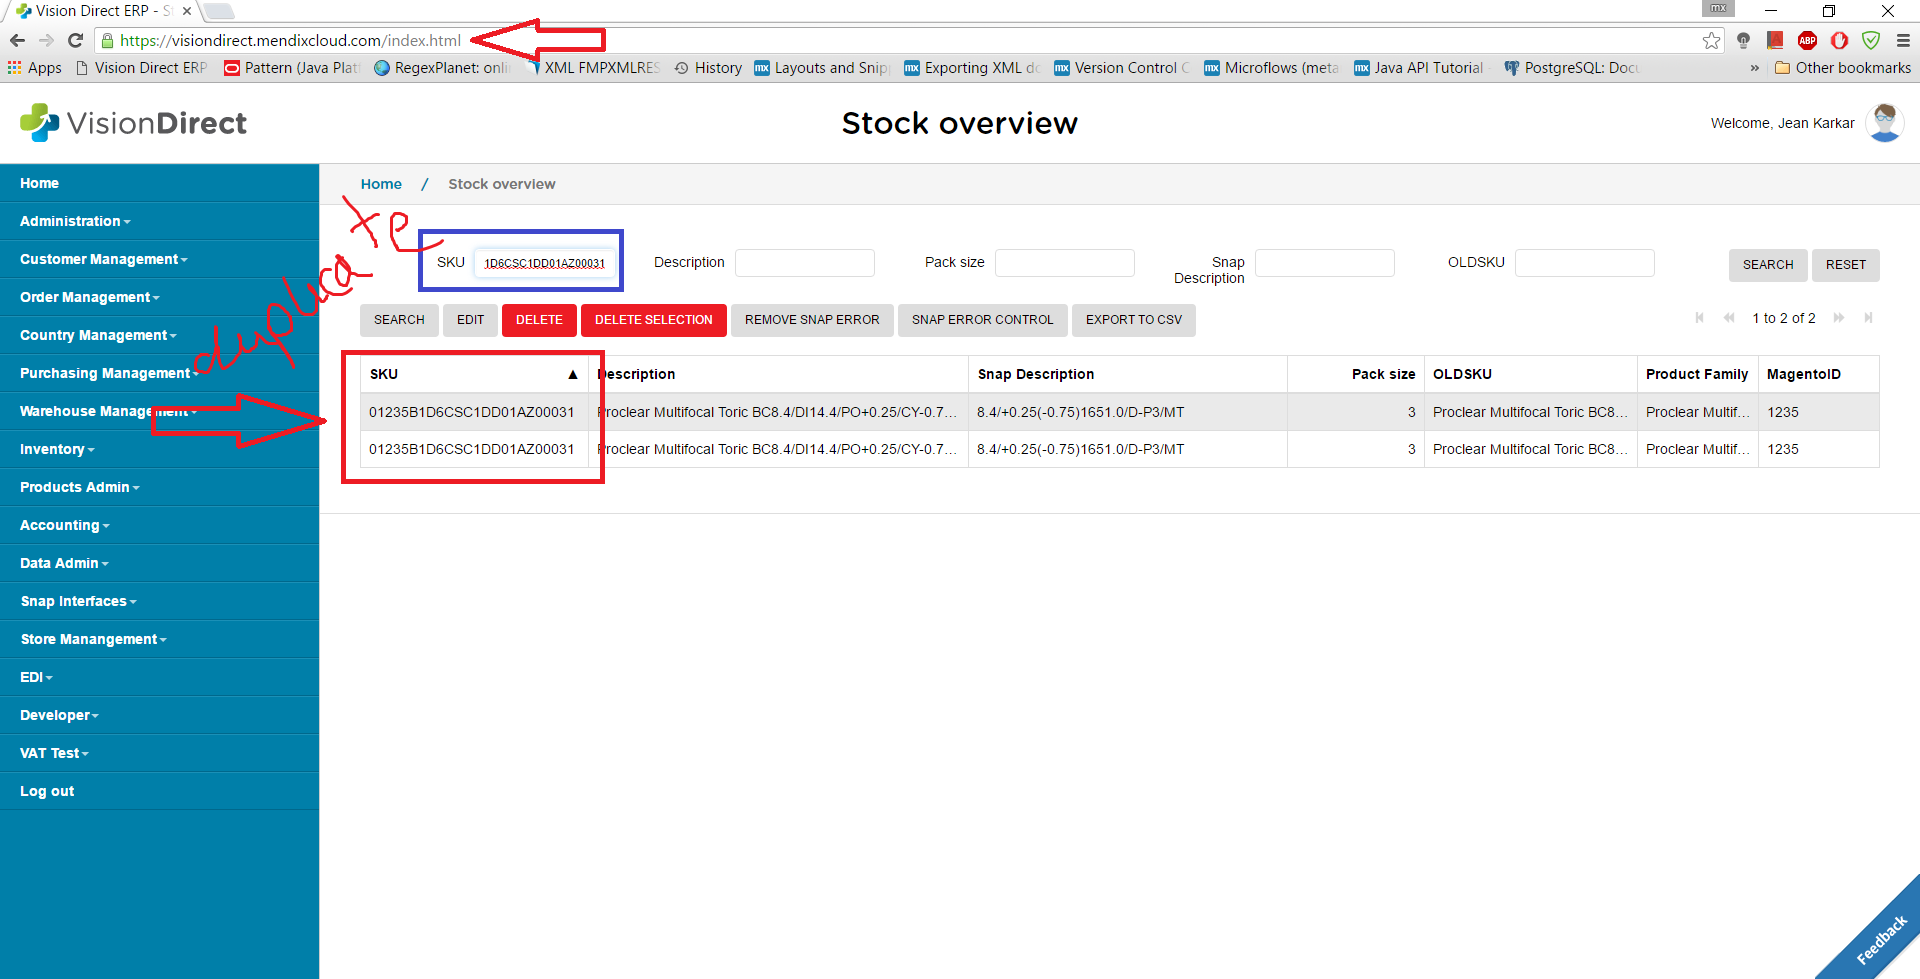 Vision Direct ERP - S
mx
https://visiondirect.mendixcloud.com/index.html
ABP
Apps
Vision Direct ERP
Pattern (Java Plat
RegexPlanet: onli
XML FMPXMLRES
History
mx Layouts and Snip
mx Exporting XML do
mx Version Control C
mx Microflows (meta
mx Java API Tutorial
PostgreSQL: Docu
»
Other bookmarks
VisionDirect
Stock overview
Welcome, Jean Karkar
Home
Administration
Customer Management
Order Management
Country Management
Purchasing Management
Warehouse Management
Inventory
Products Admin
Accounting
Data Admin
Snap Interfaces
Store Manangement
EDI
Developer
VAT Test
Log out
Home / Stock overview
duplicate
SKU 1D6CSC1DD01AZ00031
Description
Pack size
Snap
Description
OLDSKU
SEARCH RESET
SEARCH EDIT DELETE DELETE SELECTION REMOVE SNAP ERROR SNAP ERROR CONTROL EXPORT TO CSV
1 to 2 of 2
SKU ▲ Description Snap Description Pack size OLDSKU Product Family MagentoID
01235B1D6CSC1DD01AZ00031 Proclear Multifocal Toric BC8.4/DI14.4/PO+0.25/CY-0.7... 8.4/+0.25(-0.75)1651.0/D-P3/MT 3 Proclear Multifocal Toric BC8... Proclear Multif... 1235
01235B1D6CSC1DD01AZ00031 Proclear Multifocal Toric BC8.4/DI14.4/PO+0.25/CY-0.7... 8.4/+0.25(-0.75)1651.0/D-P3/MT 3 Proclear Multifocal Toric BC8... Proclear Multif... 1235
Feedback